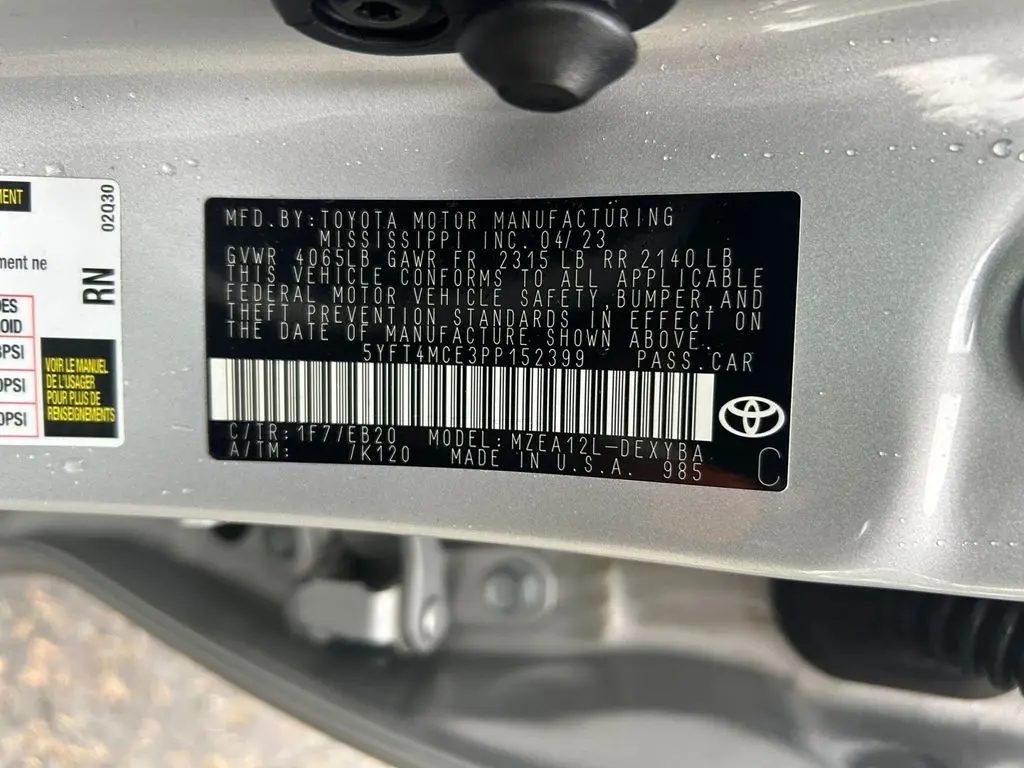 MENT
02Q30
ment ne
RN
DES
OID
PSI
0PSI
0PSI
VOIR LE MANUEL
DE L'USAGER
POUR PLUS DE
RENSEIGNEMENTS
MFD. BY: TOYOTA MOTOR MANUFACTURING
MISSISSIPPI INC. 04/23
GVWR 4065LB GAWR FR 2315 LB RR 2140 LB
THIS VEHICLE CONFORMS TO ALL APPLICABLE
FEDERAL MOTOR VEHICLE SAFETY, BUMPER, AND
THEFT PREVENTION STANDARDS IN EFFECT ON
THE DATE OF MANUFACTURE SHOWN ABOVE.
5YFT4MCE3PP152399 PASS. CAR
C/TR: 1F7/EB20 MODEL: MZEA12L-DEXYBA
A/TM: /K120 MADE IN U.S.A. 985 C